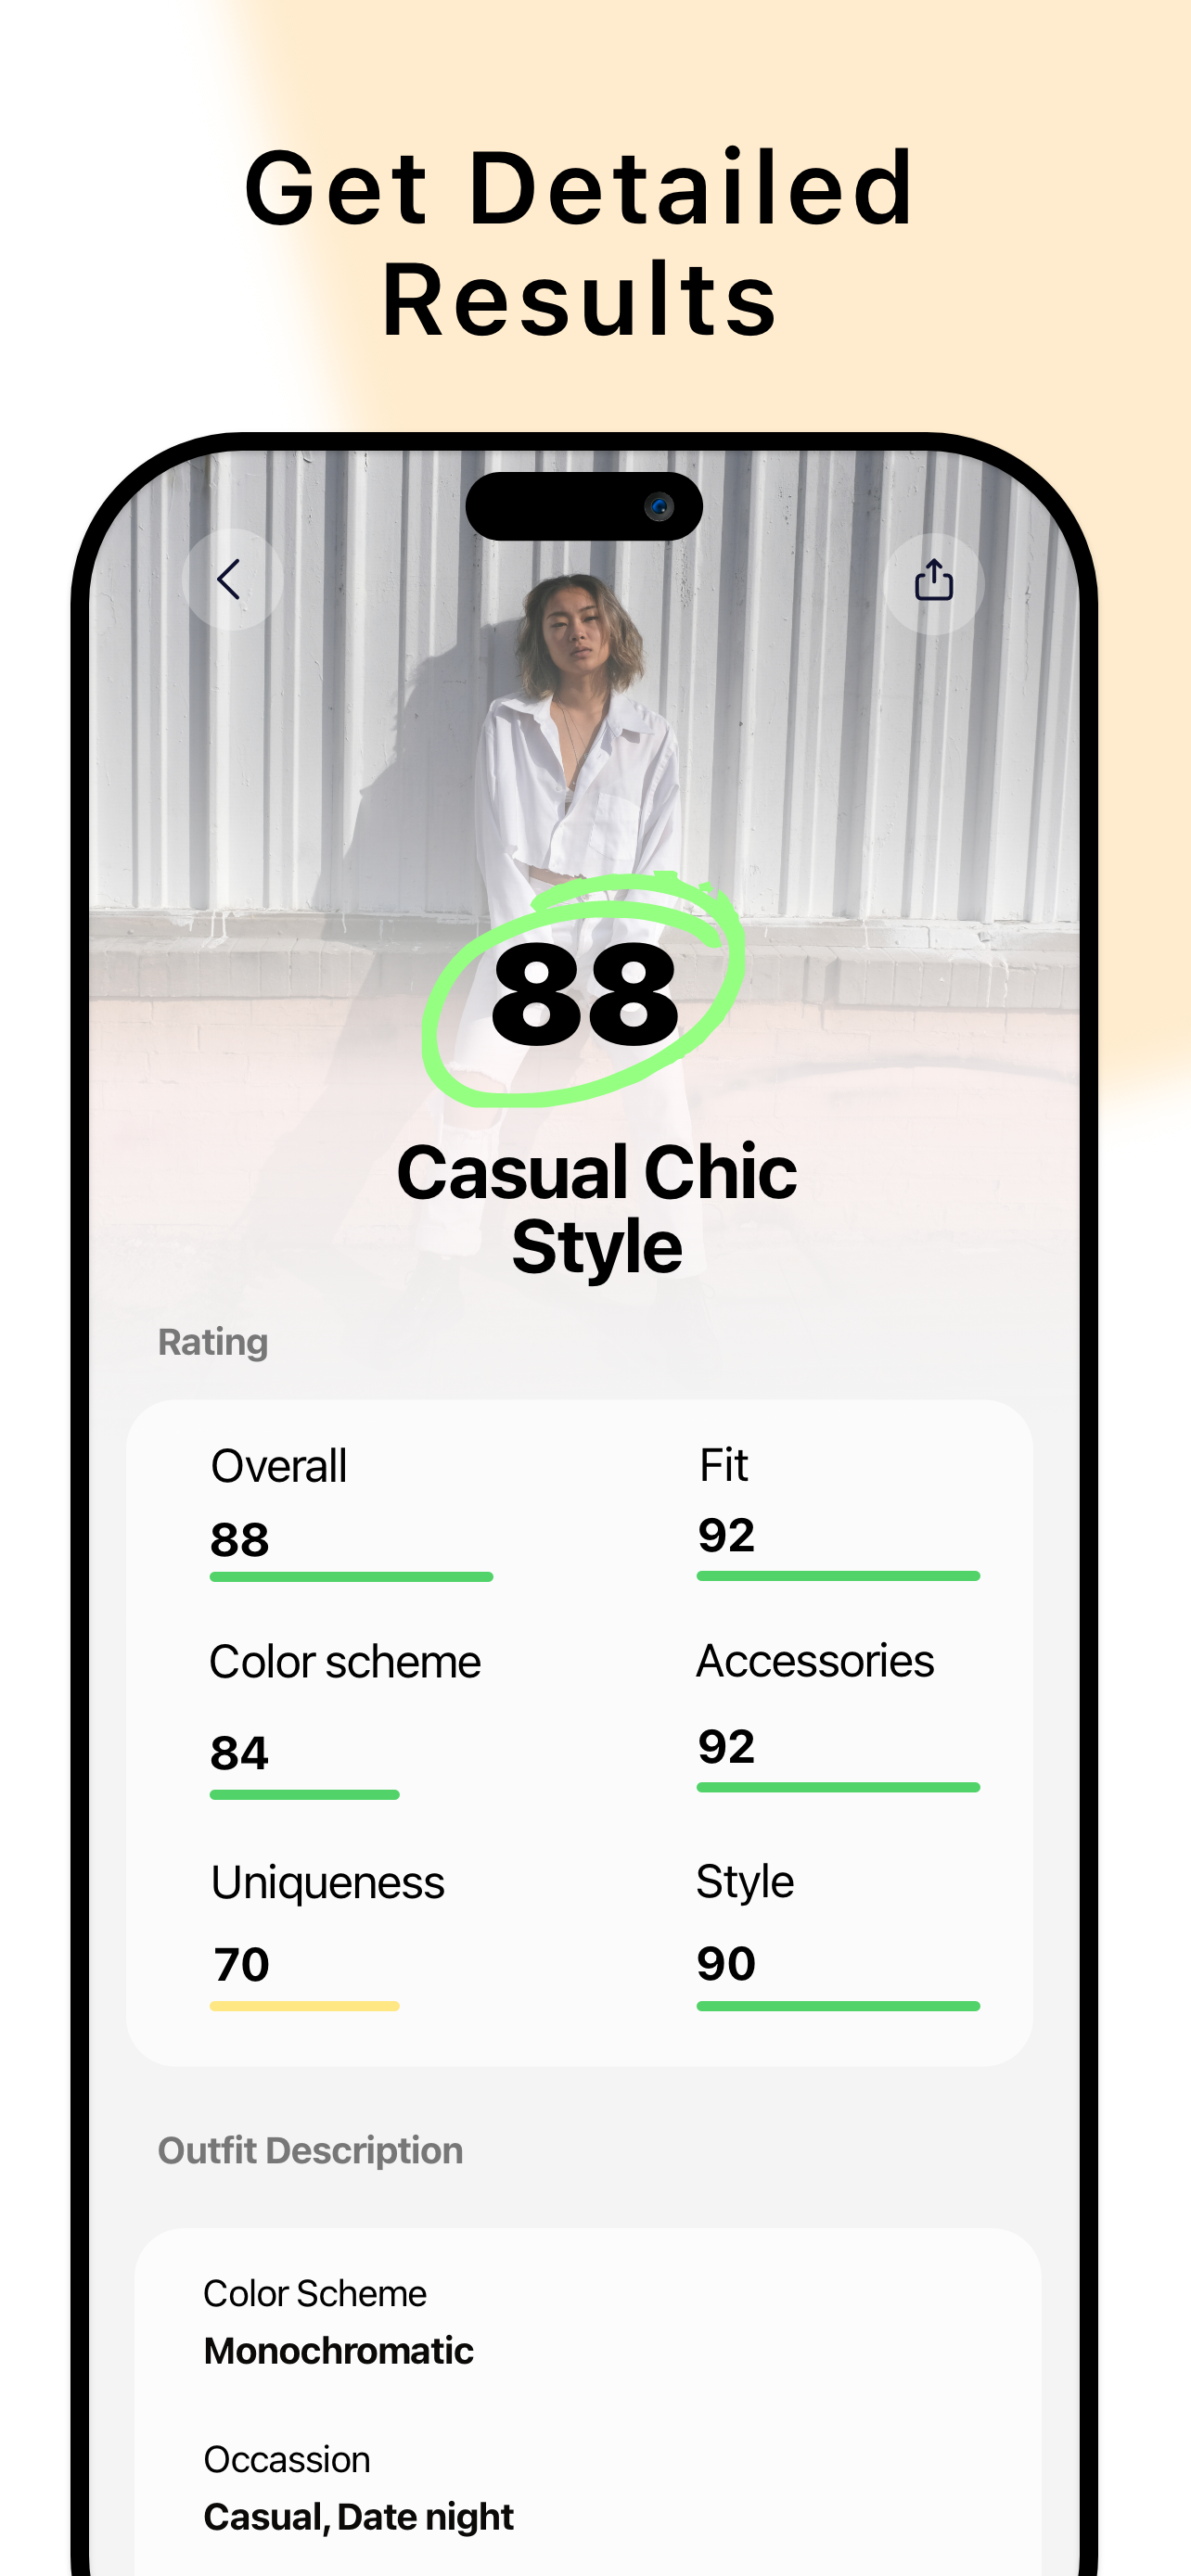 Get Detailed
Results
88
Casual Chic
Style
Rating
Overall
Fit
88
92
Color scheme
Accessories
84
92
Uniqueness
Style
70
90
Outfit Description
Color Scheme
Monochromatic
Occassion
Casual, Date night